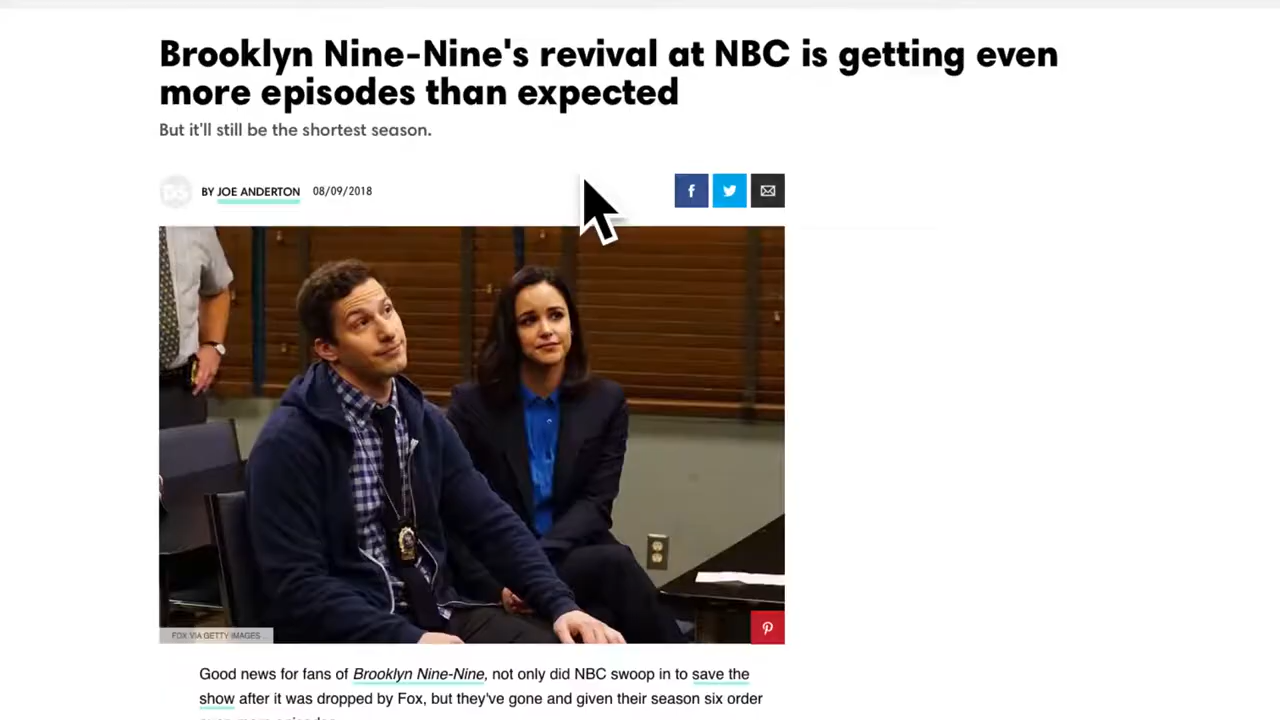 Brooklyn Nine-Nine's revival at NBC is getting even
more episodes than expected
But it'll still be the shortest season.
DS
BY JOE ANDERTON 08/09/2018
f
FOX VIA GETTY IMAGES
Good news for fans of Brooklyn Nine-Nine, not only did NBC swoop in to save the
show after it was dropped by Fox, but they've gone and given their season six order